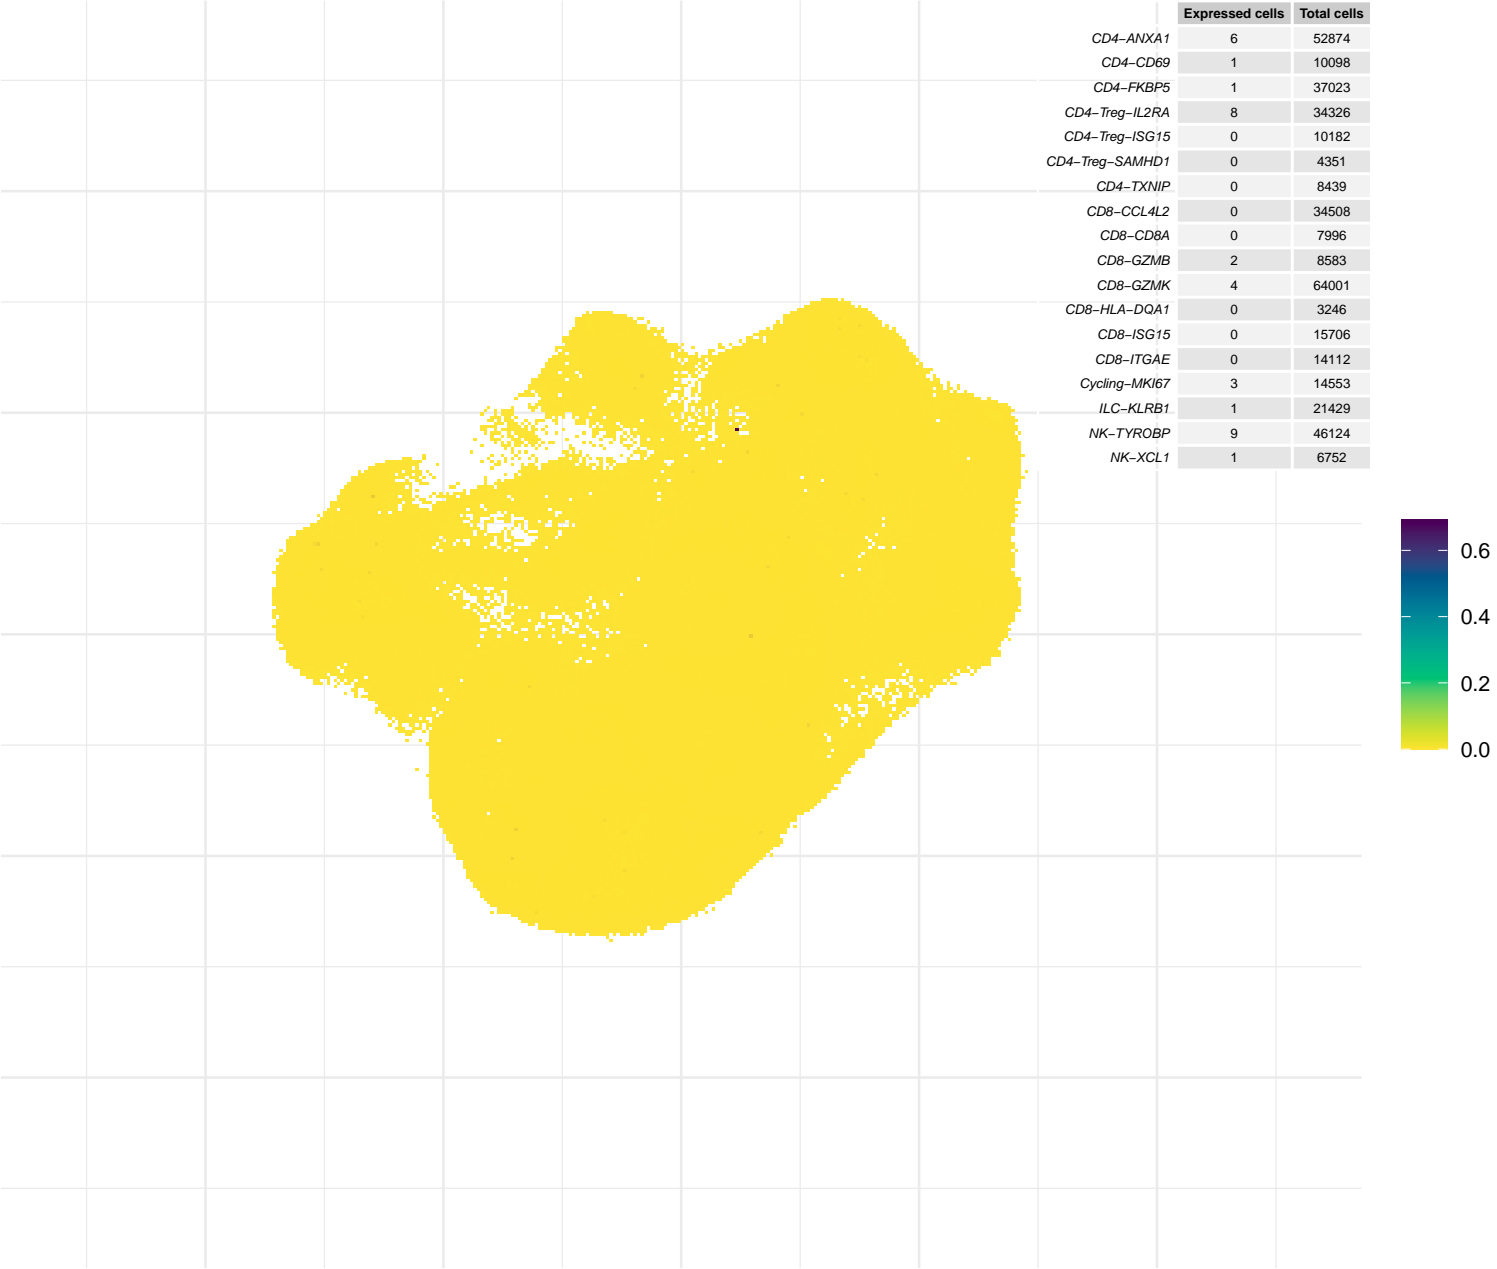 Expressed cells Total cells
CD4−ANXA1 6 52874
CD4−CD69 1 10098
CD4−FKBP5 1 37023
CD4−Treg−IL2RA 8 34326
CD4−Treg−ISG15 0 10182
CD4−Treg−SAMHD1 0 4351
CD4−TXNIP 0 8439
CD8−CCL4L2 0 34508
CD8−CD8A 0 7996
CD8−GZMB 2 8583
CD8−GZMK 4 64001
CD8−HLA−DQA1 0 3246
CD8−ISG15 0 15706
CD8−ITGAE 0 14112
Cycling−MKI67 3 14553
ILC−KLRB1 1 21429
NK−TYROBP 9 46124
NK−XCL1 1 6752
0.6
0.4
0.2
0.0